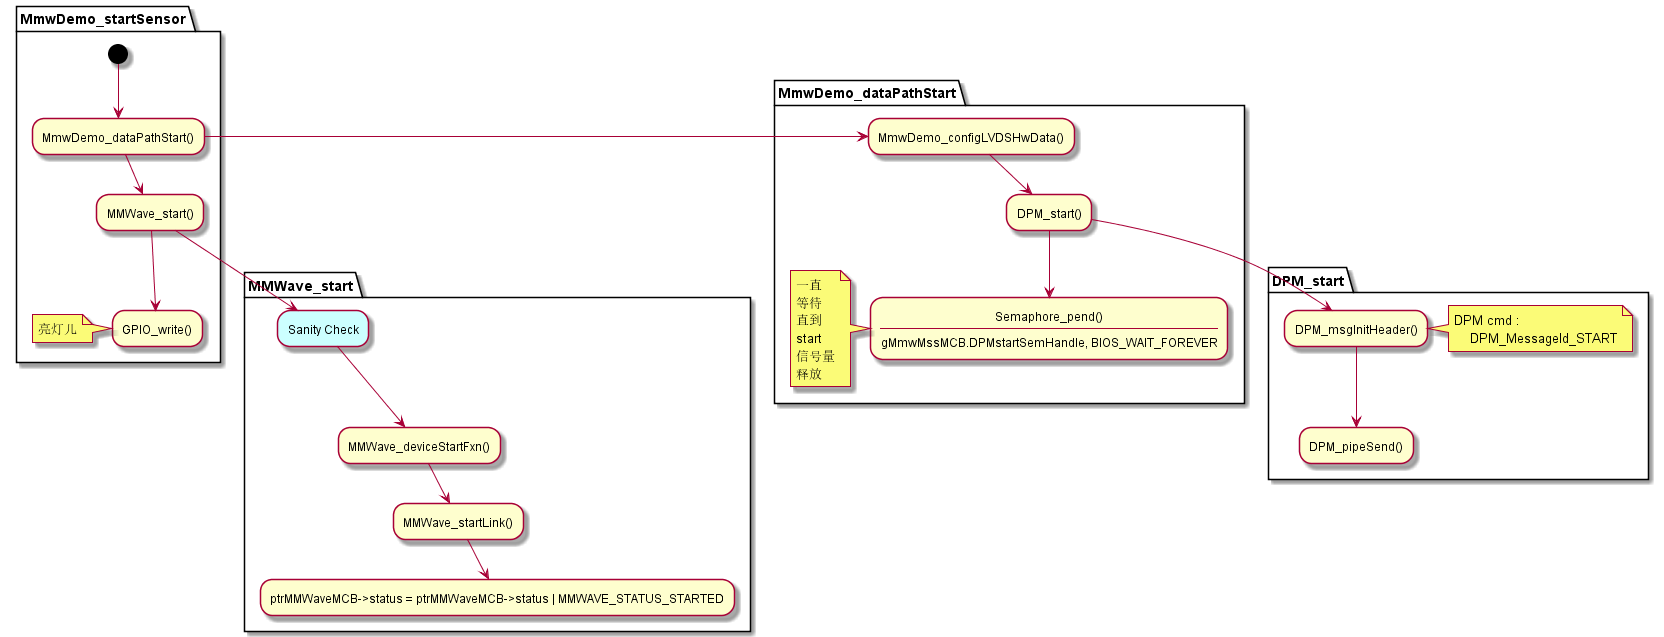 MmwDemo_startSensor
MmwDemo_dataPathStart()
MMWave_start()
亮灯儿
GPIO_write()
MMWave_start
Sanity Check
MMWave_deviceStartFxn()
MMWave_startLink()
ptrMMWaveMCB->status = ptrMMWaveMCB->status | MMWAVE_STATUS_STARTED
MmwDemo_dataPathStart
MmwDemo_configLVDSHwData()
DPM_start()
一直
等待
直到
start
信号量
释放
Semaphore_pend()
gMmwMssMCB.DPMstartSemHandle, BIOS_WAIT_FOREVER
DPM_start
DPM_msgInitHeader()
DPM cmd :
DPM_MessageId_START
DPM_pipeSend()